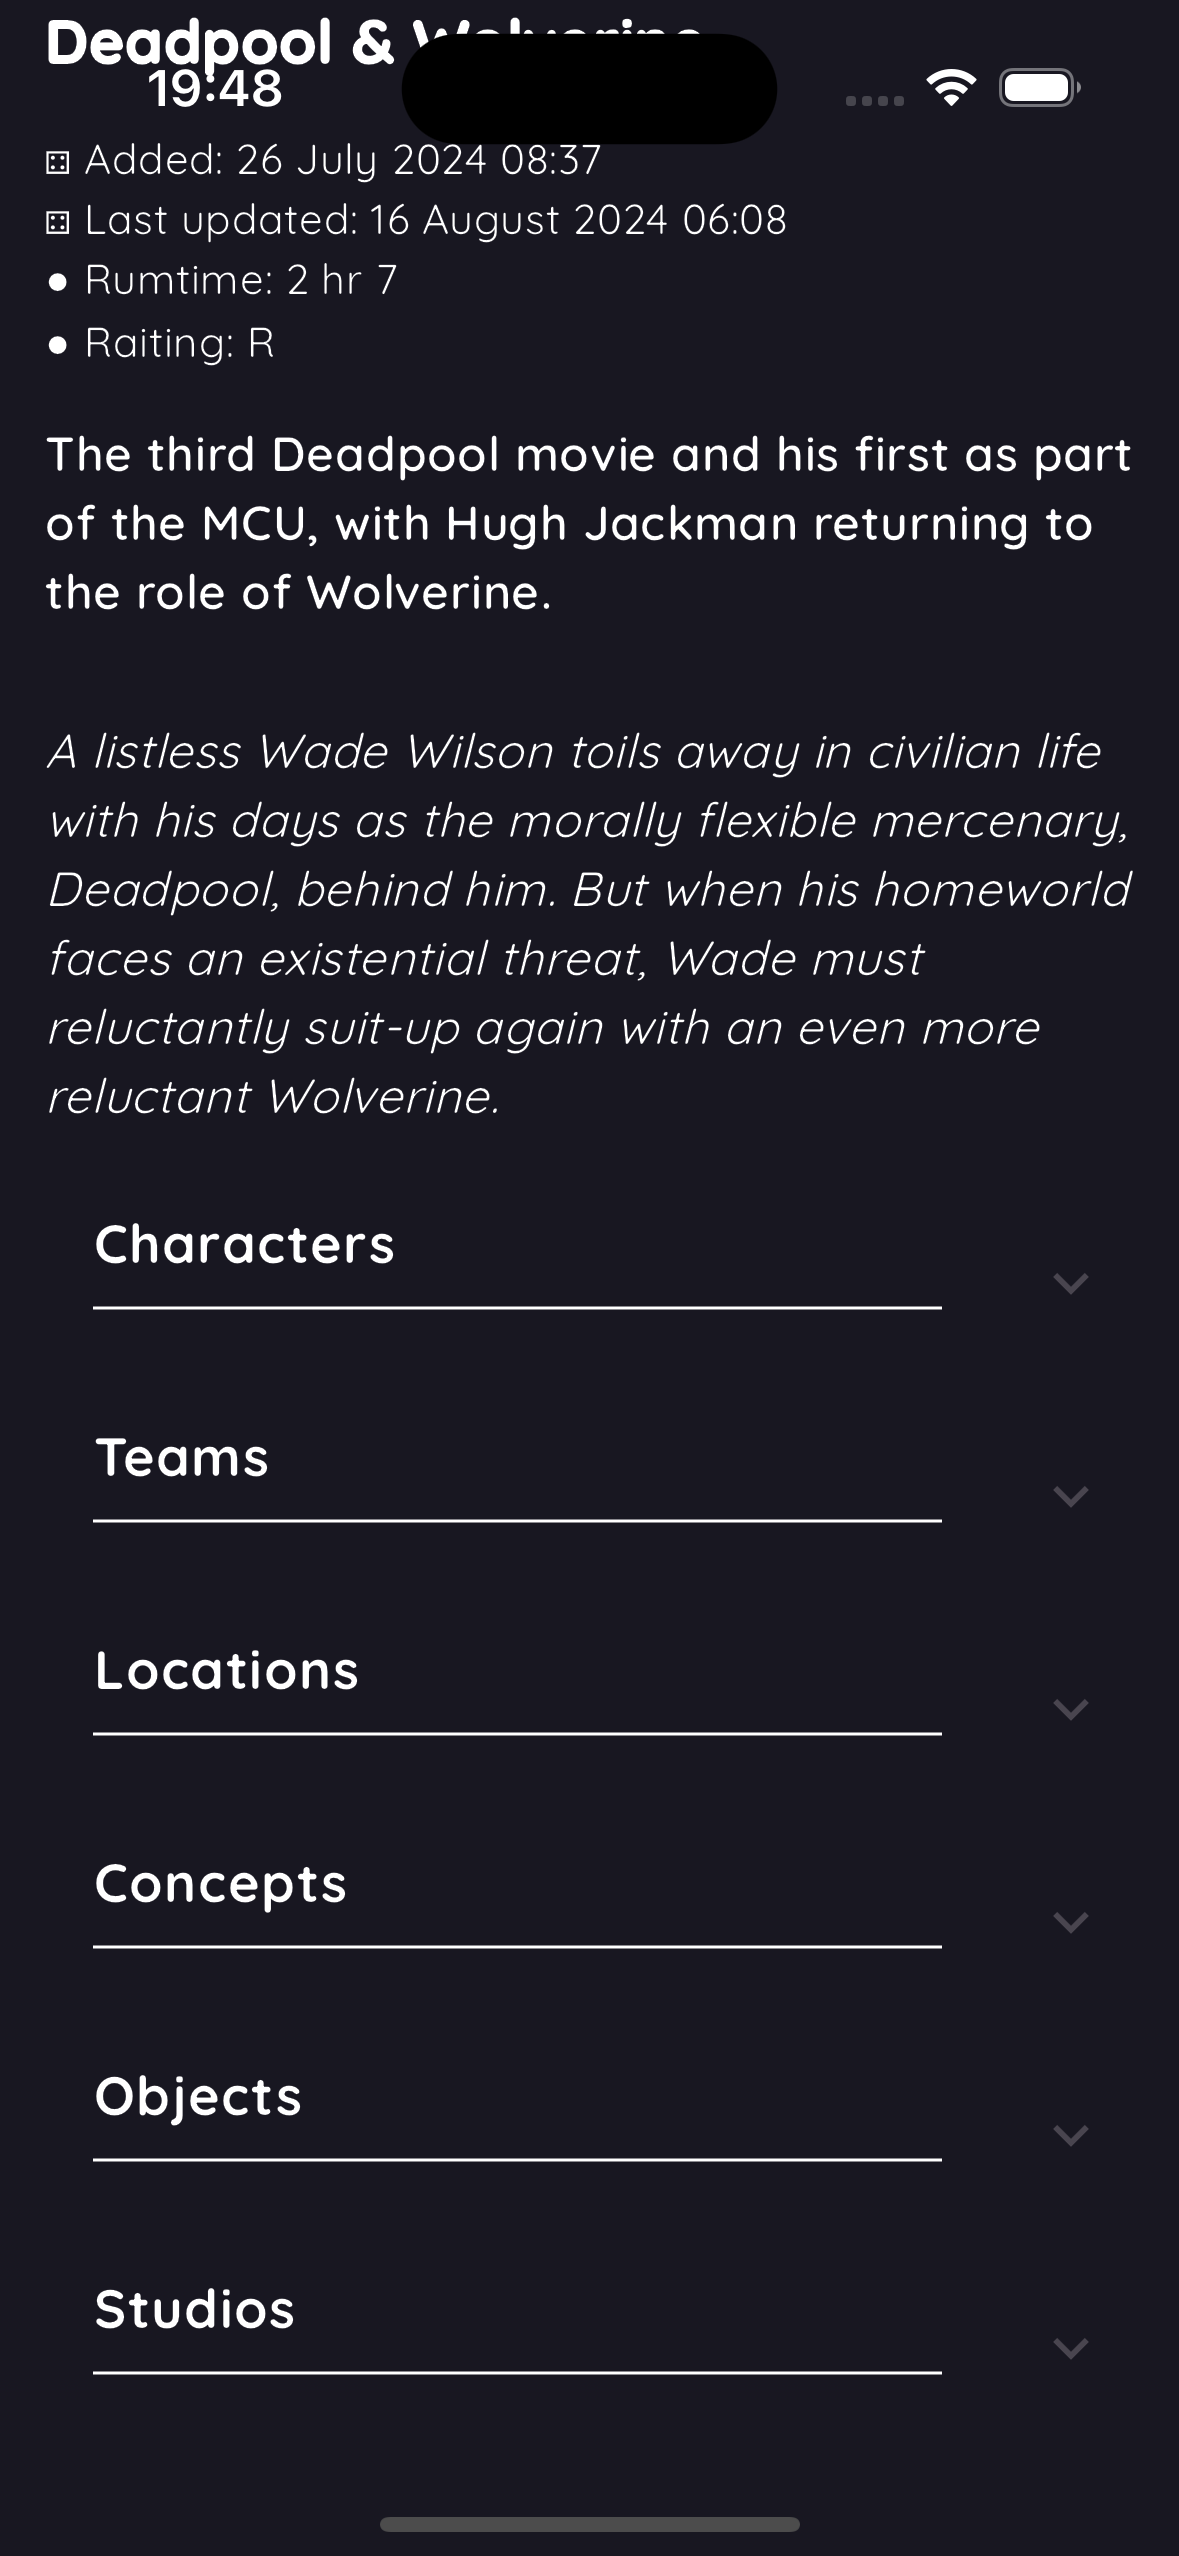 Deadpool & Wolverine
19:48
Added: 26 July 2024 08:37
Last updated: 16 August 2024 06:08
● Rumtime: 2 hr 7
● Raiting: R
The third Deadpool movie and his first as part
of the MCU, with Hugh Jackman returning to
the role of Wolverine.
A listless Wade Wilson toils away in civilian life
with his days as the morally flexible mercenary,
Deadpool, behind him. But when his homeworld
faces an existential threat, Wade must
reluctantly suit-up again with an even more
reluctant Wolverine.
Characters
Teams
Locations
Concepts
Objects
Studios